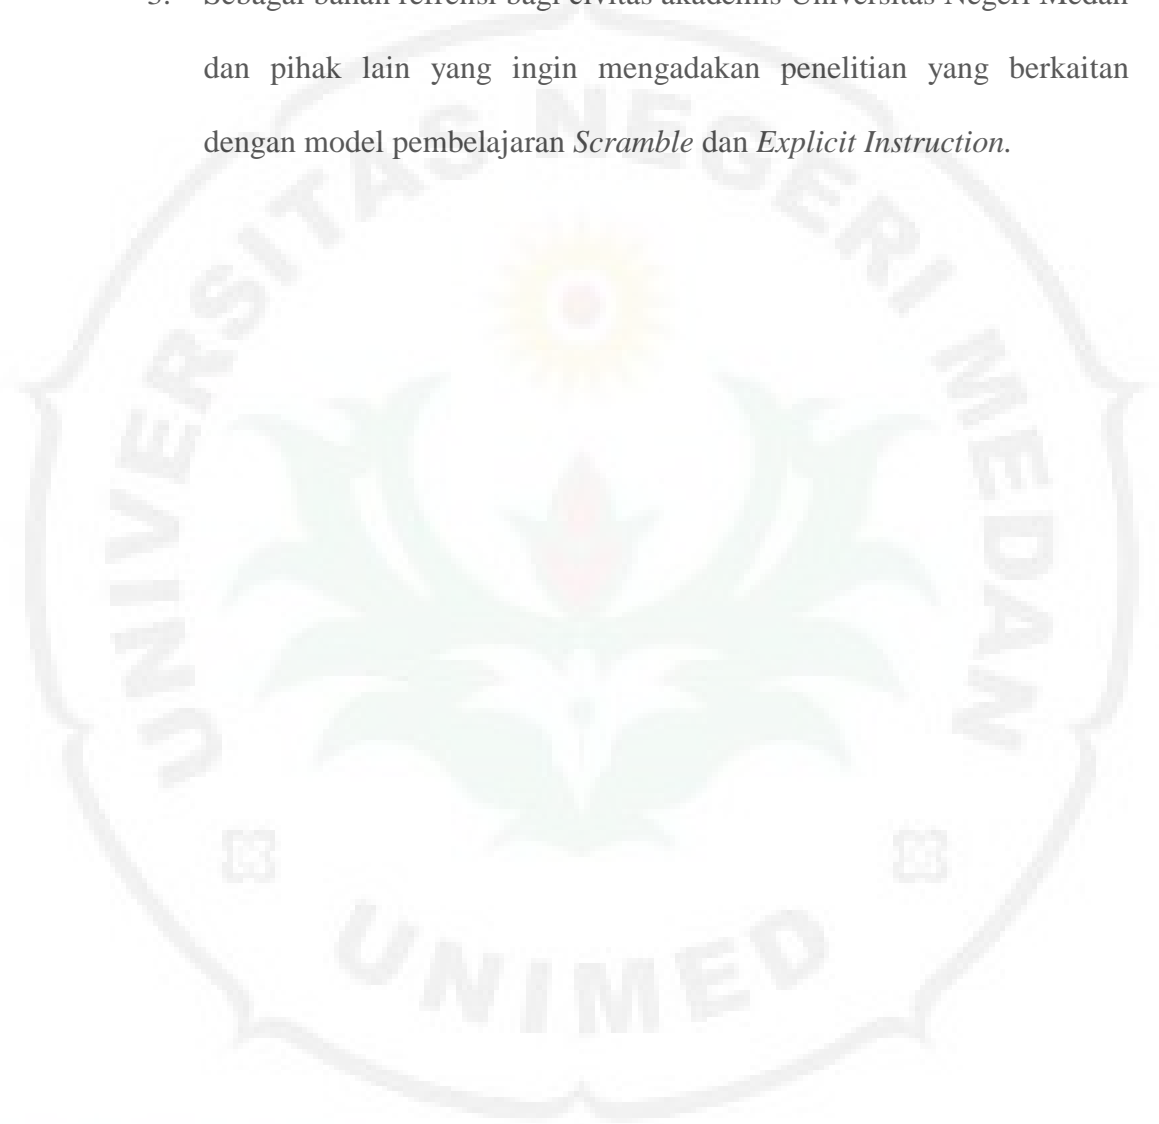 3. Sebagai bahan refrensi bagi civitas akademis Universitas Negeri Medan
dan pihak lain yang ingin mengadakan penelitian yang berkaitan
dengan model pembelajaran Scramble dan Explicit Instruction.
UNIVERSITAS NEGERI MEDAN
UNIMED